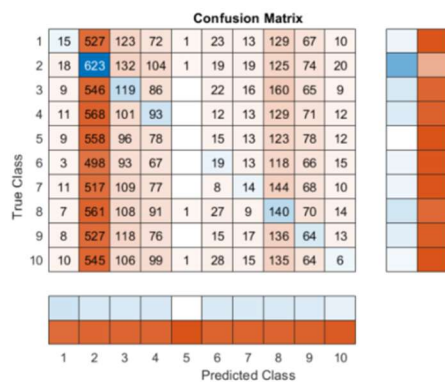 Confusion Matrix
1 15 527 123 72 1 23 13 129 67 10
2 18 623 132 104 1 19 19 125 74 20
3 9 546 119 86 22 16 160 65 9
4 11 568 101 93 12 13 129 71 12
5 9 558 96 78 15 13 123 78 12
6 3 498 93 67 19 13 118 66 15
7 11 517 109 77 8 14 144 68 10
8 7 561 108 91 1 27 9 140 70 14
9 8 527 118 76 15 17 136 64 13
10 10 545 106 99 1 28 15 135 64 6
True Class
1 2 3 4 5 6 7 8 9 10
Predicted Class